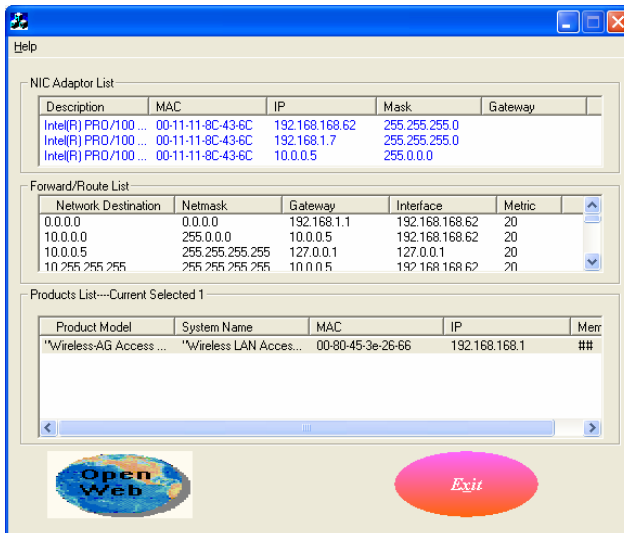 Help
NIC Adaptor List
Description MAC IP Mask Gateway
Intel(R) PRO/100 ... 00-11-11-8C-43-6C 192.168.168.62 255.255.255.0
Intel(R) PRO/100 ... 00-11-11-8C-43-6C 192.168.1.7 255.255.255.0
Intel(R) PRO/100 ... 00-11-11-8C-43-6C 10.0.0.5 255.0.0.0
Forward/Route List
Network Destination Netmask Gateway Interface Metric
0.0.0.0 0.0.0.0 192.168.1.1 192.168.168.62 20
10.0.0.0 255.0.0.0 10.0.0.5 192.168.168.62 20
10.0.0.5 255.255.255.255 127.0.0.1 127.0.0.1 20
10.255.255.255 255.255.255.255 10.0.0.5 192.168.168.62 20
Products List----Current Selected 1
Product Model System Name MAC IP Mem
"Wireless-AG Access ... "Wireless LAN Acces... 00-80-45-3e-26-66 192.168.168.1 ##
Open
Web
Exit